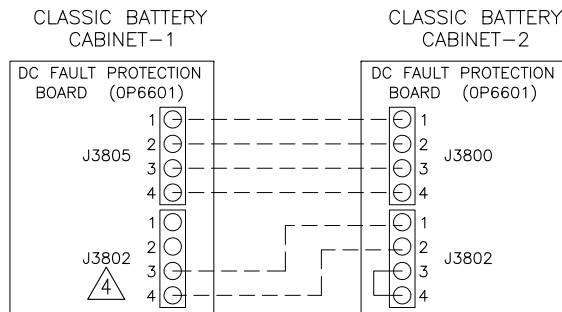 CLASSIC BATTERY
CABINET-1
DC FAULT PROTECTION
BOARD (0P6601)
J3805
1
2
3
4
J3802
4
1
2
3
4
CLASSIC BATTERY
CABINET-2
DC FAULT PROTECTION
BOARD (0P6601)
1
2
3
4
J3800
1
2
3
4
J3802